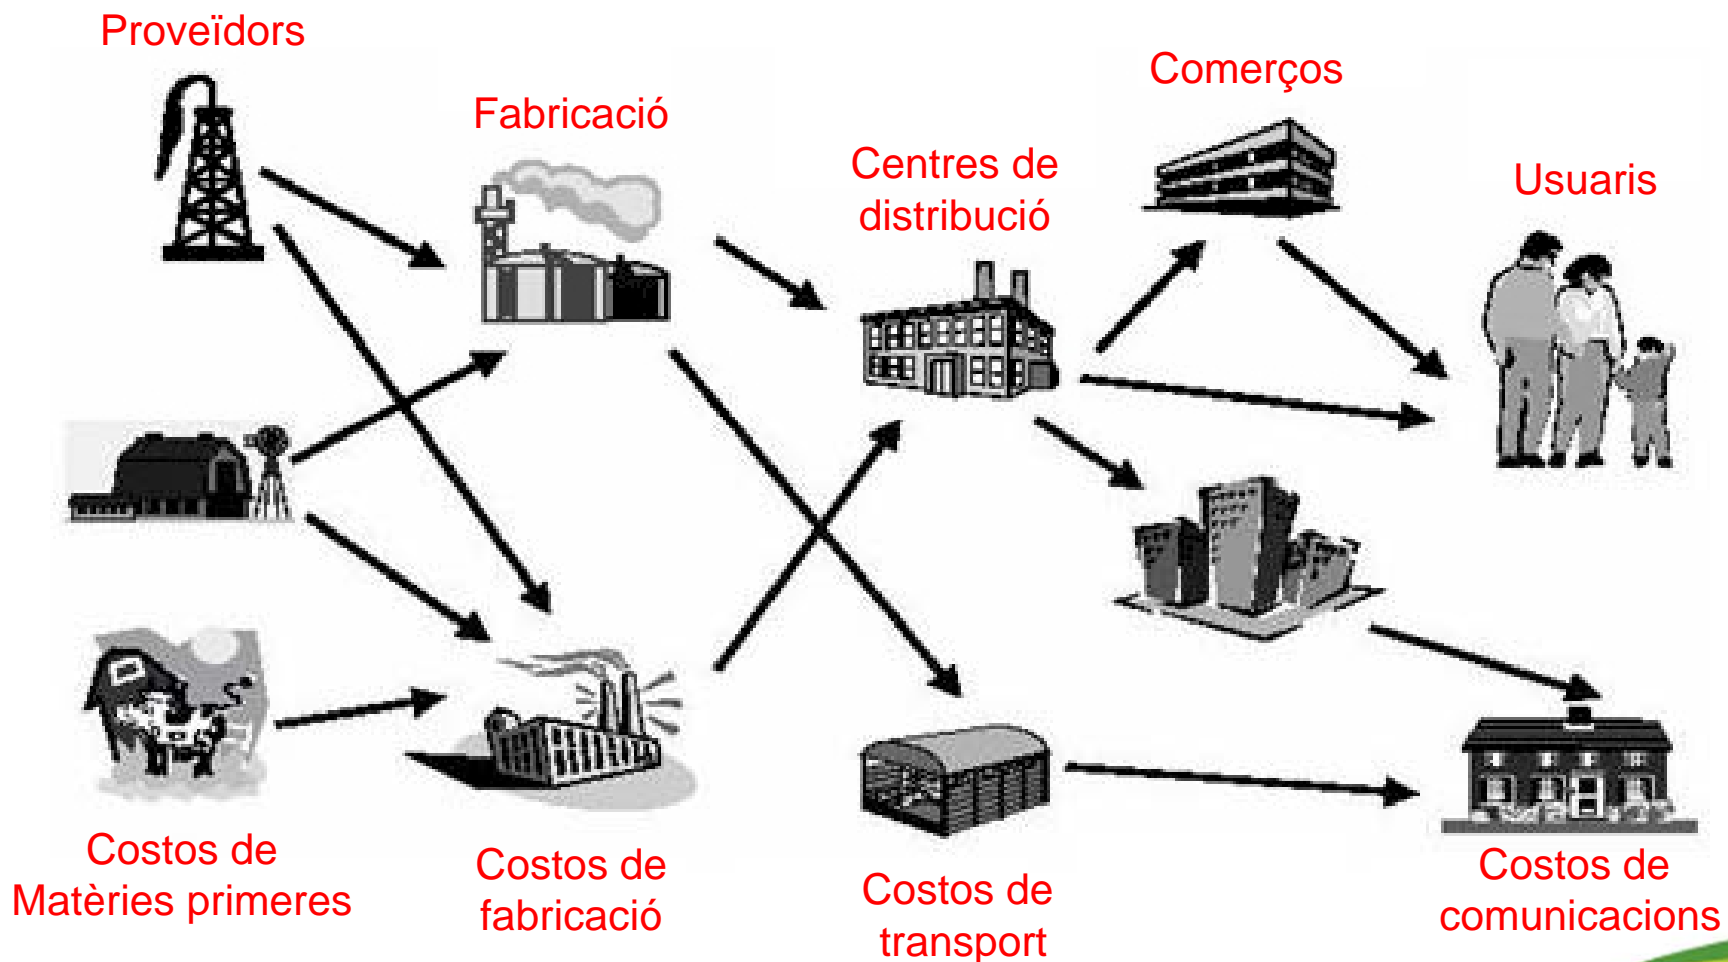 Proveïdors
Fabricació
Centres de
distribució
Comerços
Usuaris
Costos de
Matèries primeres
Costos de
fabricació
Costos de
transport
Costos de
comunicacions